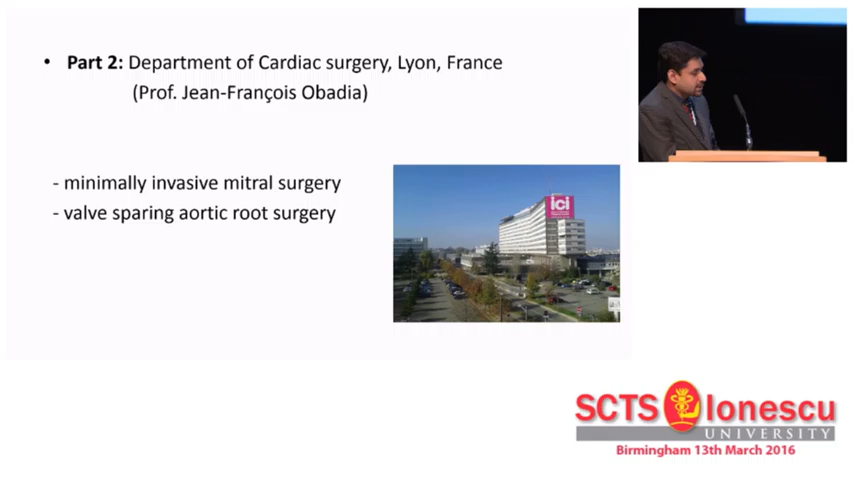 • Part 2: Department of Cardiac surgery, Lyon, France
(Prof. Jean-François Obadia)
- minimally invasive mitral surgery
- valve sparing aortic root surgery
ici
SCTS Ionescu
UNIVERSITY
Birmingham 13th March 2016